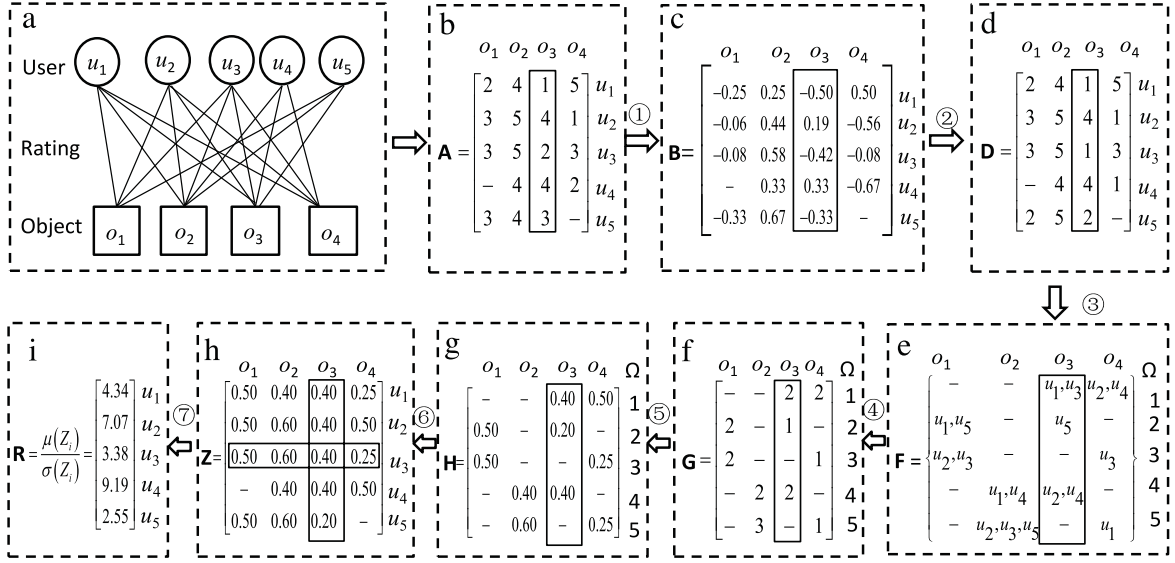 a
User u1 u2 u3 u4 u5
Rating
Object o1 o2 o3 o4
b
o1 o2 o3 o4
2 4 1 5 u1
3 5 4 1 u2
A = 3 5 2 3 u3
– 4 4 2 u4
3 4 3 – u5
①
c
o1 o2 o3 o4
−0.25 0.25 −0.50 0.50 u1
−0.06 0.44 0.19 −0.56 u2
B= −0.08 0.58 −0.42 −0.08 u3
– 0.33 0.33 −0.67 u4
−0.33 0.67 −0.33 – u5
②
d
o1 o2 o3 o4
2 4 1 5 u1
3 5 4 1 u2
D = 3 5 1 3 u3
– 4 4 1 u4
2 5 2 – u5
③
e
o1 o2 o3 o4 Ω
– – u1,u3 u2,u4 1
u1,u5 – u5 – 2
F = u2,u3 – – u3 3
– u1,u4 u2,u4 – 4
– u2,u3,u5 – u1 5
④
f
o1 o2 o3 o4 Ω
– – 2 2 1
2 – 1 – 2
G = 2 – – 1 3
– 2 2 – 4
– 3 – 1 5
⑤
g
o1 o2 o3 o4 Ω
– – 0.40 0.50 1
0.50 – 0.20 – 2
H= 0.50 – – 0.25 3
– 0.40 0.40 – 4
– 0.60 – 0.25 5
⑥
h
o1 o2 o3 o4
0.50 0.40 0.40 0.25 u1
0.50 0.60 0.40 0.50 u2
Z= 0.50 0.60 0.40 0.25 u3
– 0.40 0.40 0.50 u4
0.50 0.60 0.20 – u5
⑦
i
R = μ(Zi) / σ(Zi) =
4.34 u1
7.07 u2
3.38 u3
9.19 u4
2.55 u5